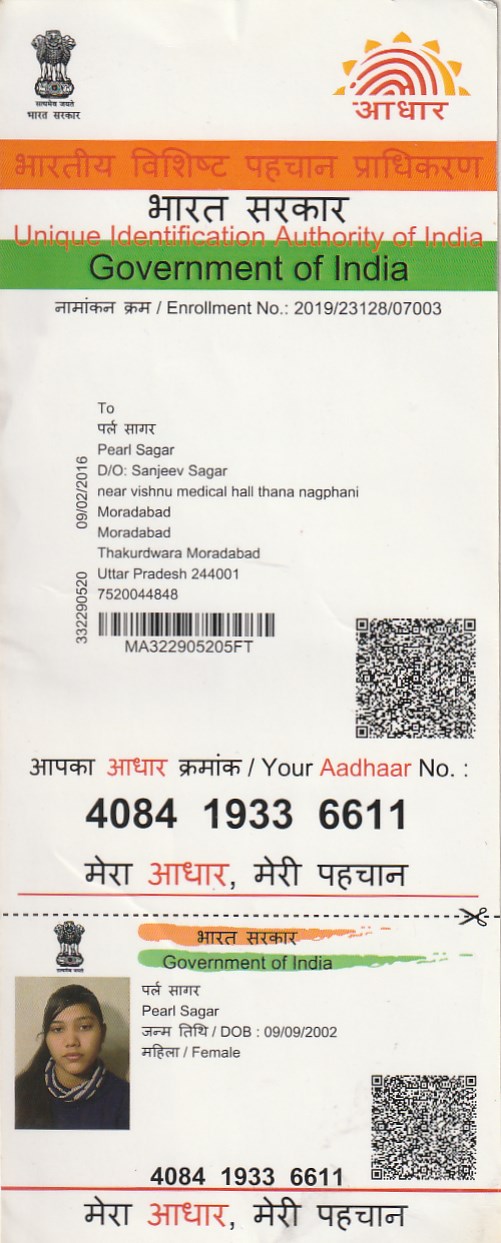 सत्यमेव जयते
भारत सरकार
आधार
भारतीय विशिष्ट पहचान प्राधिकरण
भारत सरकार
Unique Identification Authority of India
Government of India
नामांकन क्रम / Enrollment No.: 2019/23128/07003
To
पर्ल सागर
Pearl Sagar
D/O: Sanjeev Sagar
near vishnu medical hall thana nagphani
Moradabad
Moradabad
Thakurdwara Moradabad
Uttar Pradesh 244001
7520044848
09/02/2016
332290520
MA322905205FT
आपका आधार क्रमांक / Your Aadhaar No. :
4084 1933 6611
मेरा आधार, मेरी पहचान
सत्यमेव जयते
भारत सरकार
Government of India
पर्ल सागर
Pearl Sagar
जन्म तिथि / DOB : 09/09/2002
महिला / Female
4084 1933 6611
मेरा आधार, मेरी पहचान